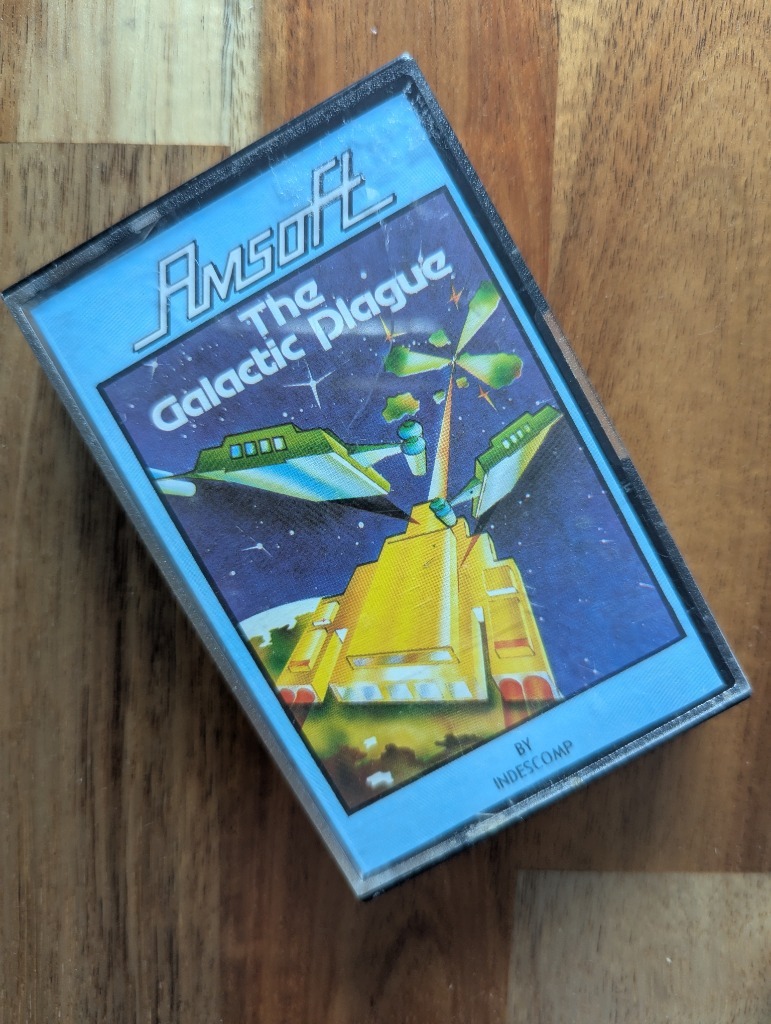 Amsoft
The
Galactic Plague
BY
INDESCOMP